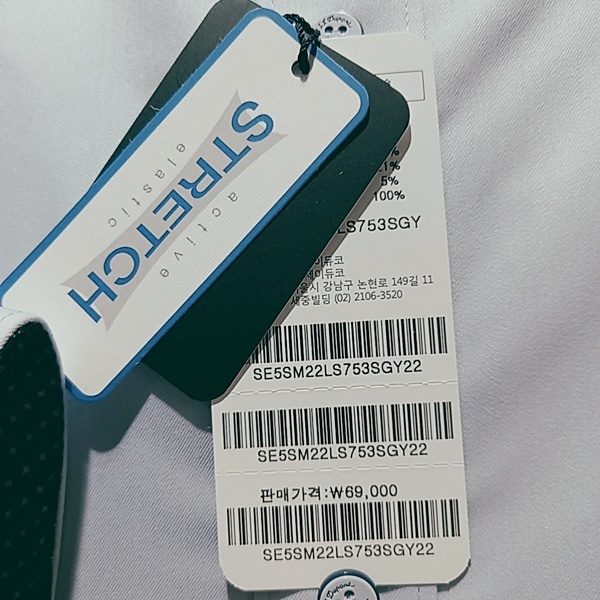 STRETCH
active
elastic
1%
5%
100%
LS753SGY
이듀코
에이듀코
서울시 강남구 논현로 149길 11
세중빌딩 (02) 2106-3520
SE5SM22LS753SGY22
SE5SM22LS753SGY22
판매가격:₩69,000
SE5SM22LS753SGY22